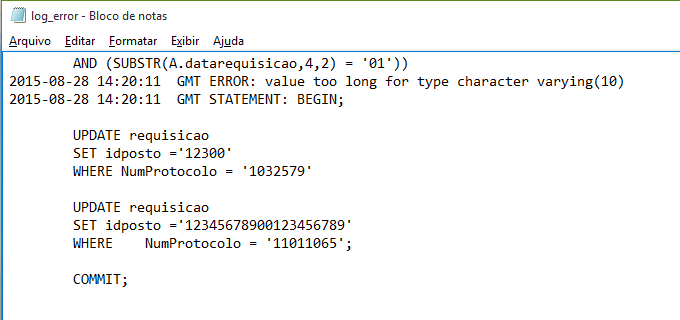 log_error - Bloco de notas
Arquivo Editar Formatar Exibir Ajuda
AND (SUBSTR(A.datarequisicao,4,2) = '01'))
2015-08-28 14:20:11 GMT ERROR: value too long for type character varying(10)
2015-08-28 14:20:11 GMT STATEMENT: BEGIN;
UPDATE requisicao
SET idposto ='12300'
WHERE NumProtocolo = '1032579'
UPDATE requisicao
SET idposto ='12345678900123456789'
WHERE NumProtocolo = '11011065';
COMMIT;